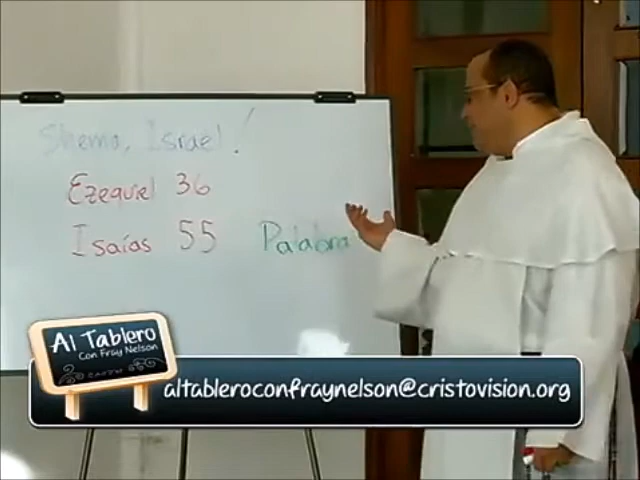 Shema, Israel!
Ezequiel 36
Isaías 55 Palabra
Al Tablero
Con Fray Nelson
altableroconfraynelson@cristovision.org